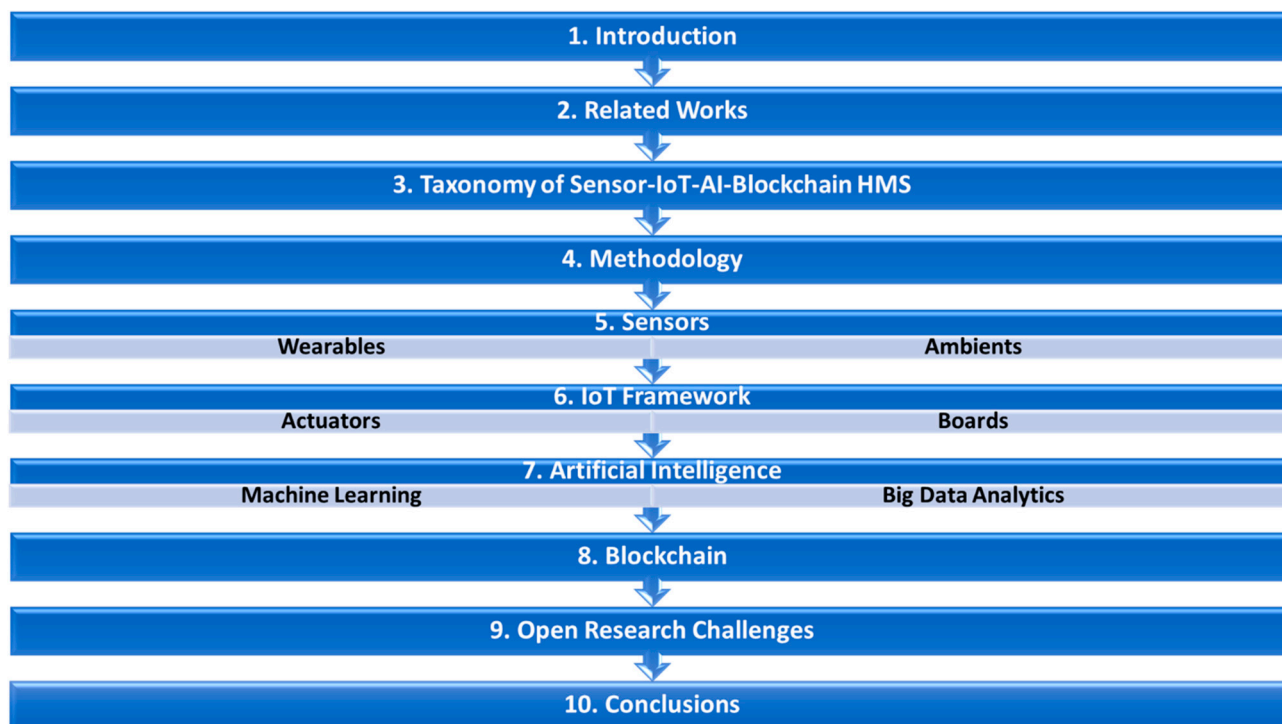 1. Introduction
2. Related Works
3. Taxonomy of Sensor-IoT-AI-Blockchain HMS
4. Methodology
5. Sensors
Wearables
Ambients
6. IoT Framework
Actuators
Boards
7. Artificial Intelligence
Machine Learning
Big Data Analytics
8. Blockchain
9. Open Research Challenges
10. Conclusions